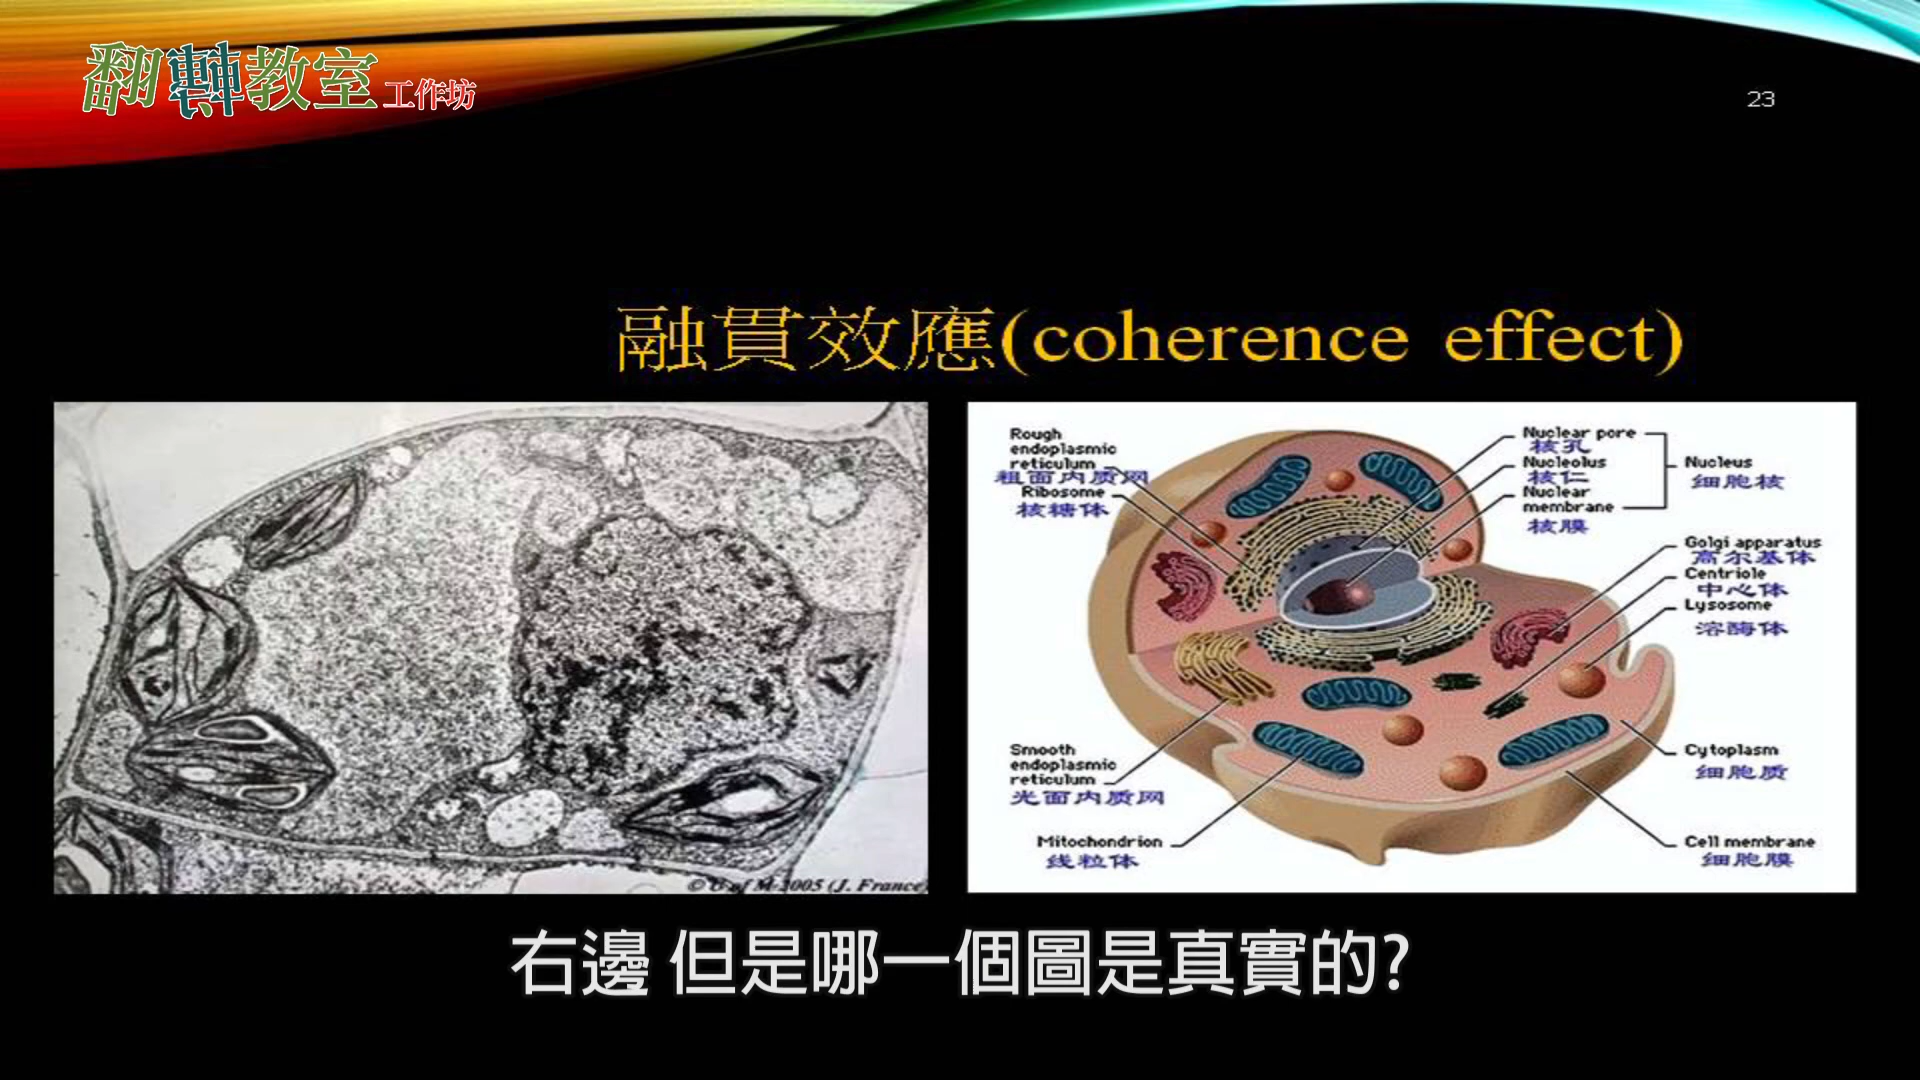 翻轉教室工作坊
23
融貫效應(coherence effect)
Rough
endoplasmic
reticulum
粗面内质网
Ribosome
核糖体
Nuclear pore
核孔
Nucleolus
核仁
Nuclear
membrane
核膜
Nucleus
细胞核
Golgi apparatus
高尔基体
Centriole
中心体
Lysosome
溶酶体
Smooth
endoplasmic
reticulum
光面内质网
Mitochondrion
线粒体
Cytoplasm
细胞质
Cell membrane
细胞膜
© U of M 2005 (J. France)
右邊 但是哪一個圖是真實的?